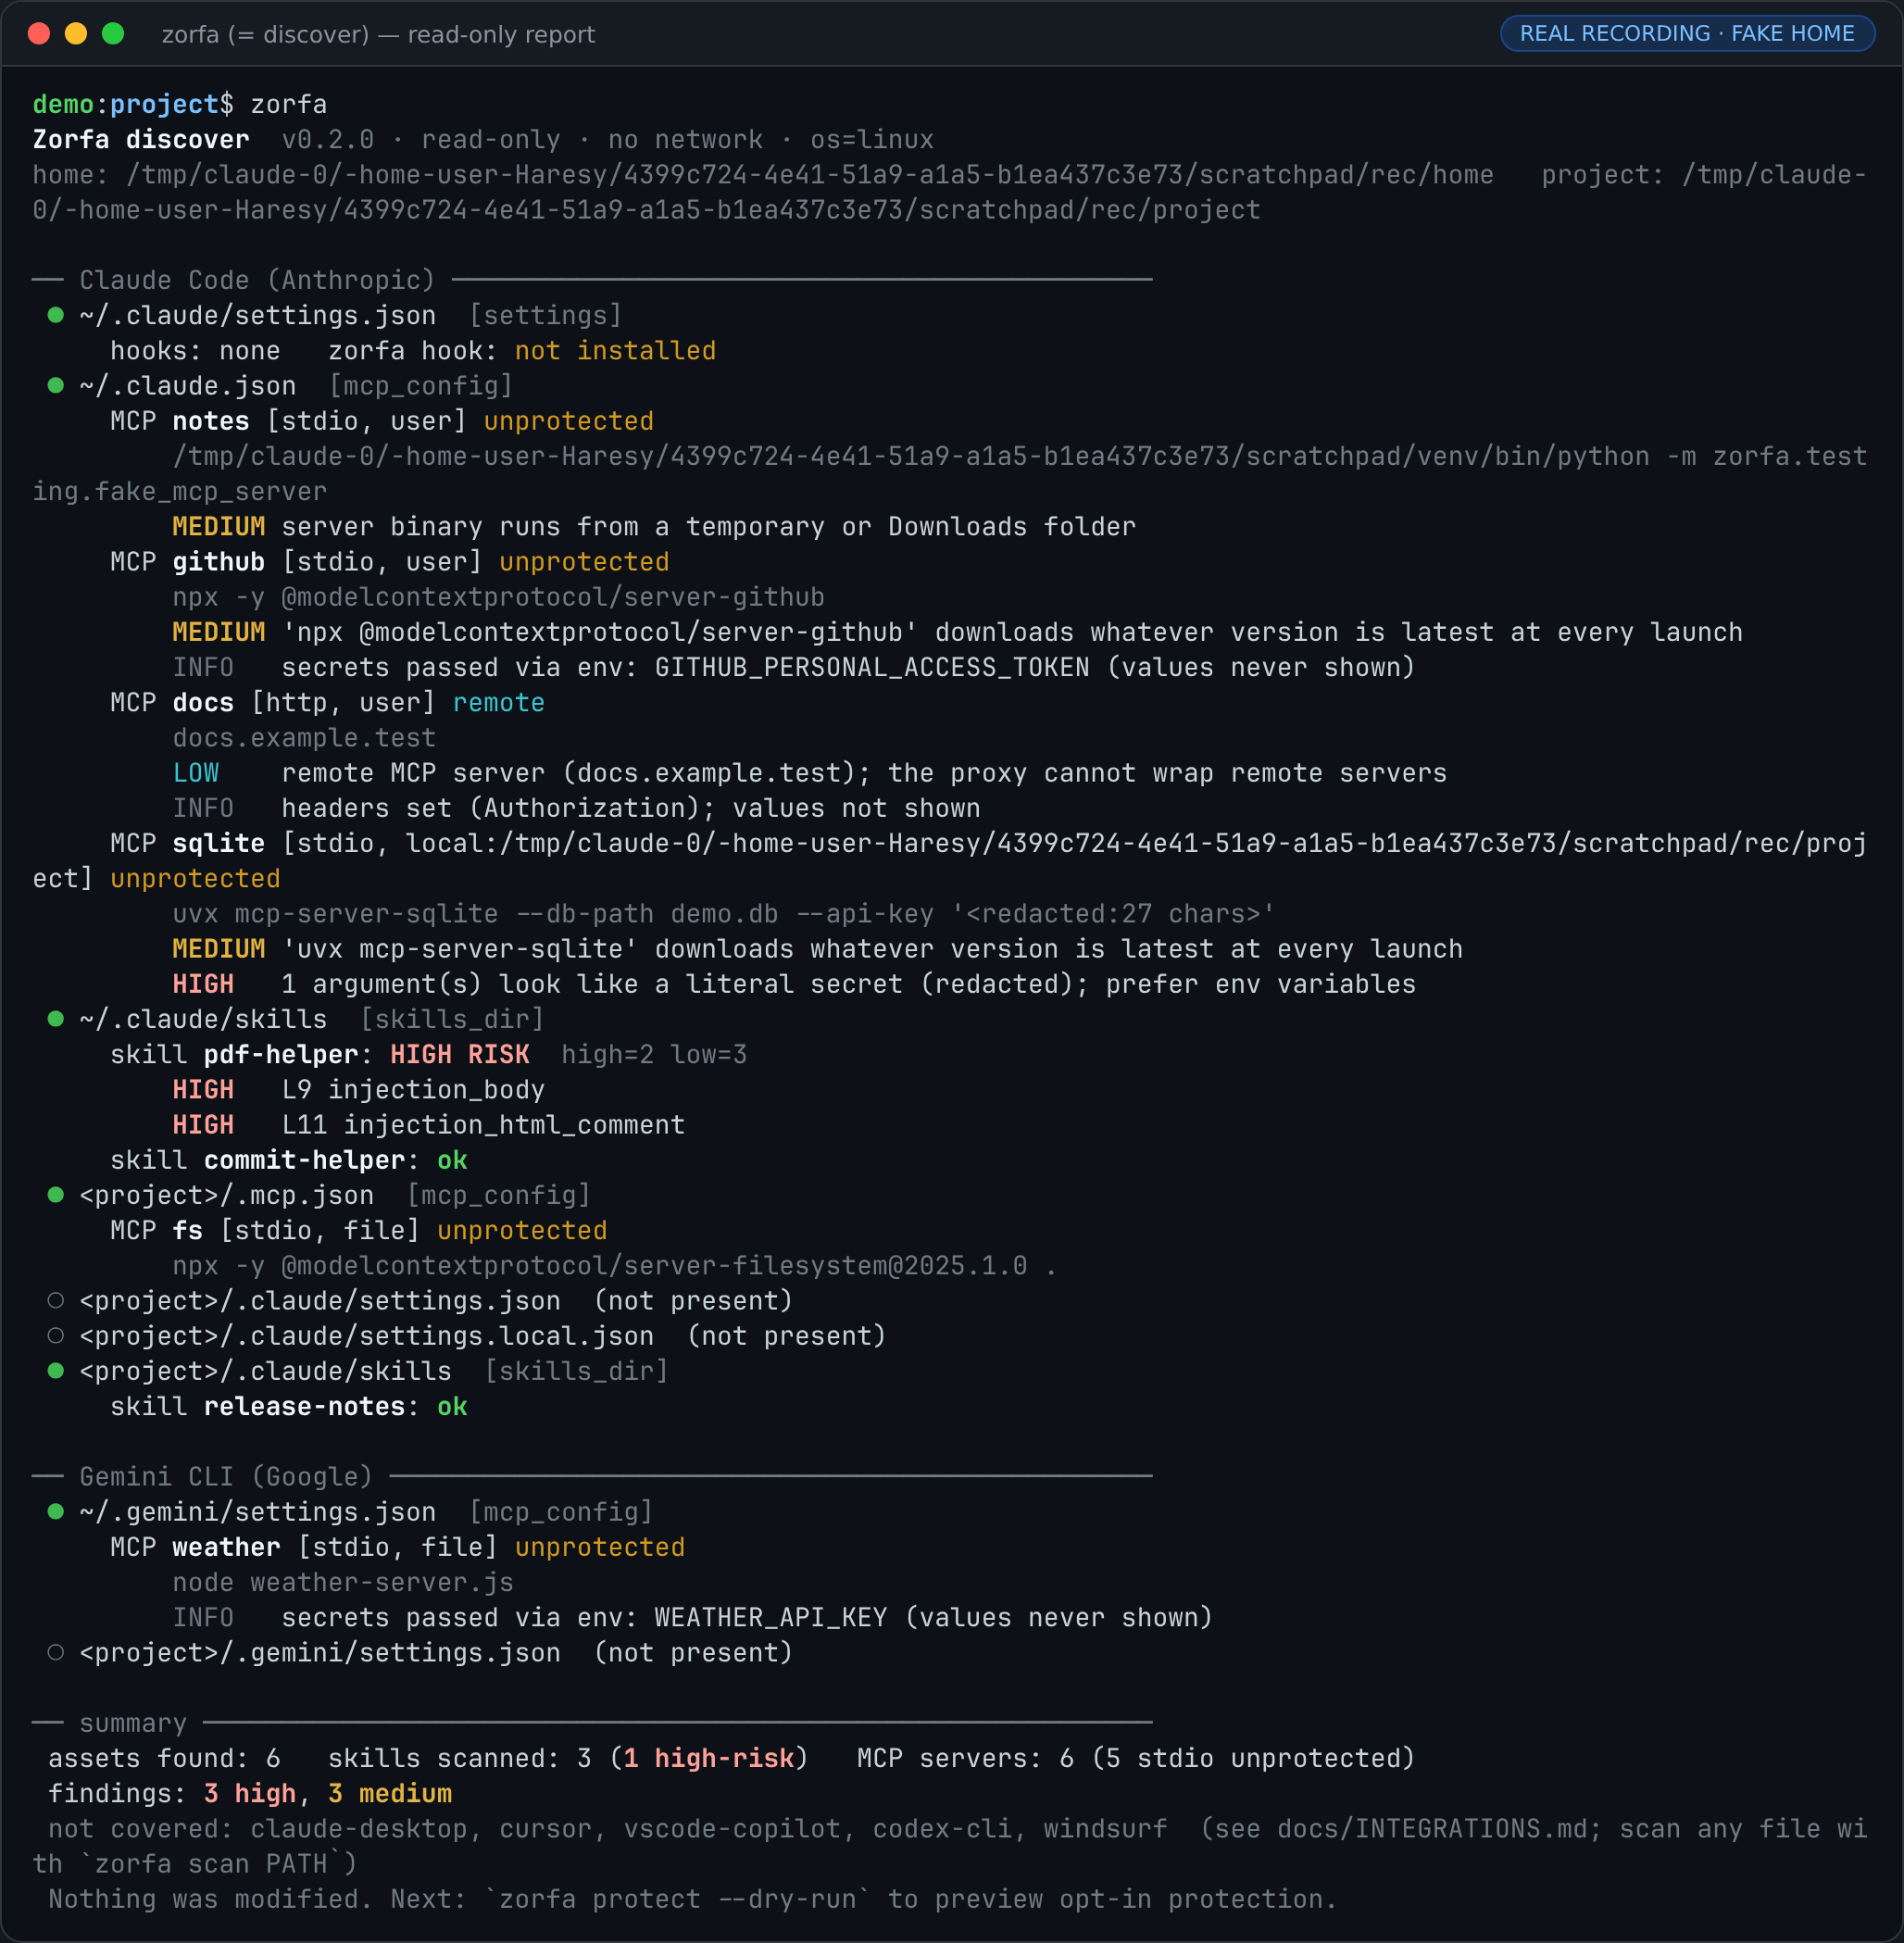 zorfa (= discover) — read-only report
REAL RECORDING · FAKE HOME
demo:project$ zorfa
Zorfa discover  v0.2.0 · read-only · no network · os=linux
home: /tmp/claude-0/-home-user-Haresy/4399c724-4e41-51a9-a1a5-b1ea437c3e73/scratchpad/rec/home   project: /tmp/claude-
0/-home-user-Haresy/4399c724-4e41-51a9-a1a5-b1ea437c3e73/scratchpad/rec/project
── Claude Code (Anthropic) ─────────────────────────────────────────────
● ~/.claude/settings.json  [settings]
hooks: none   zorfa hook: not installed
● ~/.claude.json  [mcp_config]
MCP notes [stdio, user] unprotected
/tmp/claude-0/-home-user-Haresy/4399c724-4e41-51a9-a1a5-b1ea437c3e73/scratchpad/venv/bin/python -m zorfa.test
ing.fake_mcp_server
MEDIUM server binary runs from a temporary or Downloads folder
MCP github [stdio, user] unprotected
npx -y @modelcontextprotocol/server-github
MEDIUM 'npx @modelcontextprotocol/server-github' downloads whatever version is latest at every launch
INFO   secrets passed via env: GITHUB_PERSONAL_ACCESS_TOKEN (values never shown)
MCP docs [http, user] remote
docs.example.test
LOW    remote MCP server (docs.example.test); the proxy cannot wrap remote servers
INFO   headers set (Authorization); values not shown
MCP sqlite [stdio, local:/tmp/claude-0/-home-user-Haresy/4399c724-4e41-51a9-a1a5-b1ea437c3e73/scratchpad/rec/proj
ect] unprotected
uvx mcp-server-sqlite --db-path demo.db --api-key '<redacted:27 chars>'
MEDIUM 'uvx mcp-server-sqlite' downloads whatever version is latest at every launch
HIGH   1 argument(s) look like a literal secret (redacted); prefer env variables
● ~/.claude/skills  [skills_dir]
skill pdf-helper: HIGH RISK  high=2 low=3
HIGH   L9 injection_body
HIGH   L11 injection_html_comment
skill commit-helper: ok
● <project>/.mcp.json  [mcp_config]
MCP fs [stdio, file] unprotected
npx -y @modelcontextprotocol/server-filesystem@2025.1.0 .
○ <project>/.claude/settings.json  (not present)
○ <project>/.claude/settings.local.json  (not present)
● <project>/.claude/skills  [skills_dir]
skill release-notes: ok
── Gemini CLI (Google) ─────────────────────────────────────────────────
● ~/.gemini/settings.json  [mcp_config]
MCP weather [stdio, file] unprotected
node weather-server.js
INFO   secrets passed via env: WEATHER_API_KEY (values never shown)
○ <project>/.gemini/settings.json  (not present)
── summary ─────────────────────────────────────────────────────────────
assets found: 6   skills scanned: 3 (1 high-risk)   MCP servers: 6 (5 stdio unprotected)
findings: 3 high, 3 medium
not covered: claude-desktop, cursor, vscode-copilot, codex-cli, windsurf  (see docs/INTEGRATIONS.md; scan any file wi
th `zorfa scan PATH`)
Nothing was modified. Next: `zorfa protect --dry-run` to preview opt-in protection.